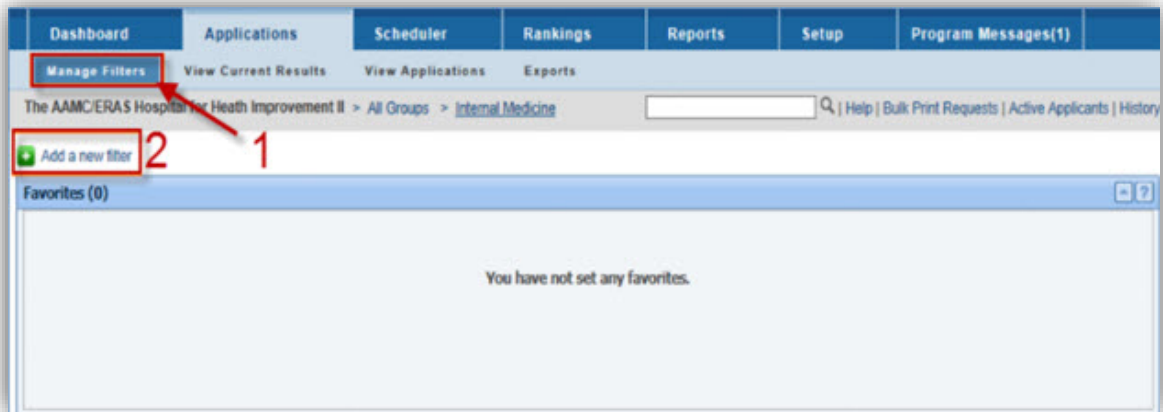 Dashboard Applications Scheduler Rankings Reports Setup Program Messages(1)
Manage Filters View Current Results View Applications Exports
The AAMC/ERAS Hospital for Heath Improvement II > All Groups > Internal Medicine | Help | Bulk Print Requests | Active Applicants | History
Add a new filter 2 1
Favorites (0) ?
You have not set any favorites.